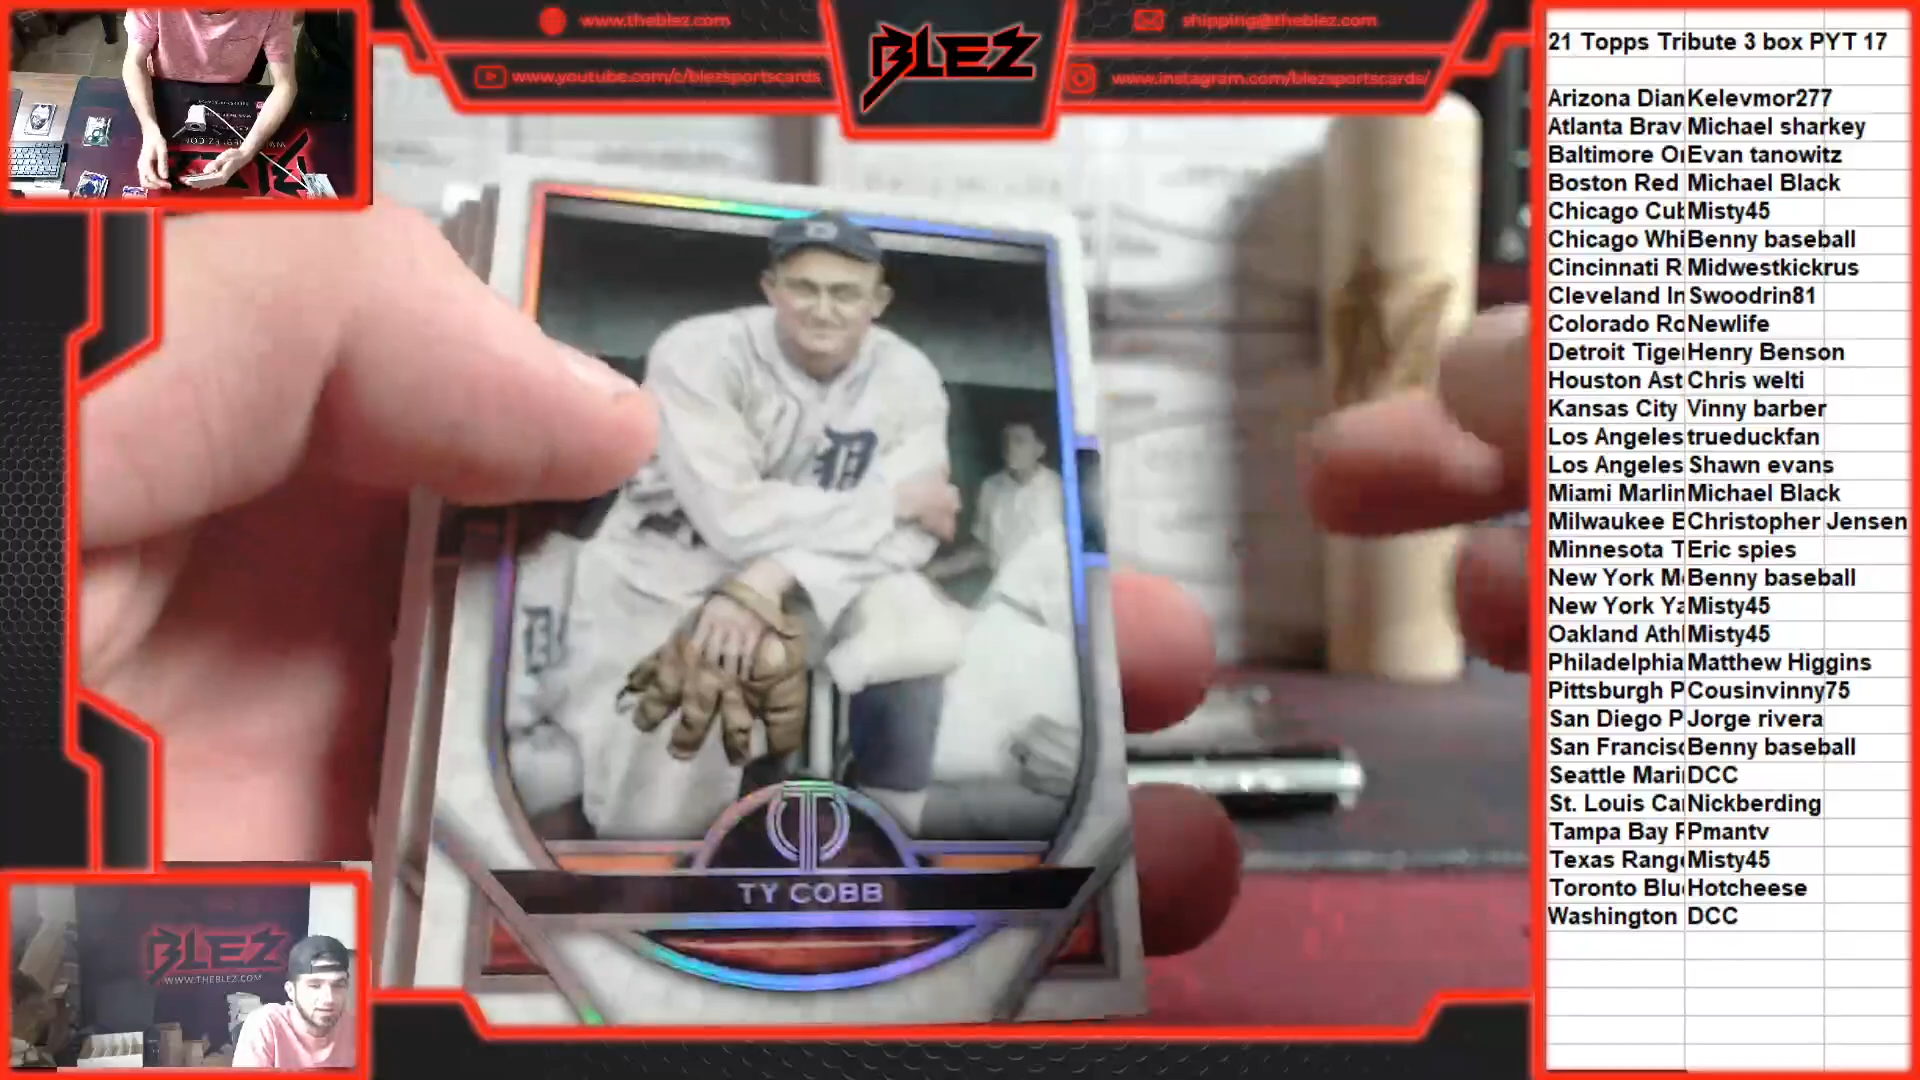 www.theblez.com
www.youtube.com/c/blezsportscards
BLEZ
shipping@theblez.com
www.instagram.com/blezsportscards/
D
TY COBB
BLEZ
WWW.THEBLEZ.COM
21 Topps Tribute 3 box PYT 17
Arizona Diam Kelevmor277
Atlanta Brav Michael sharkey
Baltimore Or Evan tanowitz
Boston Red Michael Black
Chicago Cub Misty45
Chicago Whi Benny baseball
Cincinnati R Midwestkickrus
Cleveland In Swoodrin81
Colorado Ro Newlife
Detroit Tige Henry Benson
Houston Ast Chris welti
Kansas City Vinny barber
Los Angeles trueduckfan
Los Angeles Shawn evans
Miami Marlin Michael Black
Milwaukee B Christopher Jensen
Minnesota T Eric spies
New York M Benny baseball
New York Ya Misty45
Oakland Athl Misty45
Philadelphia Matthew Higgins
Pittsburgh P Cousinvinny75
San Diego P Jorge rivera
San Francisc Benny baseball
Seattle Mari DCC
St. Louis Car Nickberding
Tampa Bay R Pmantv
Texas Range Misty45
Toronto Blu Hotcheese
Washington DCC